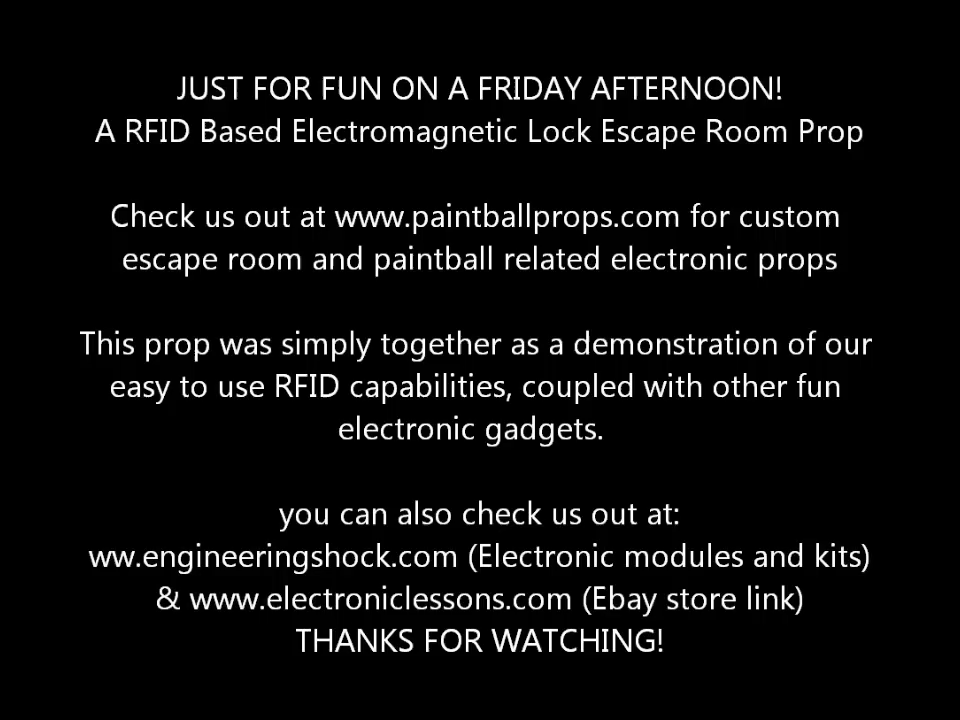 JUST FOR FUN ON A FRIDAY AFTERNOON!
A RFID Based Electromagnetic Lock Escape Room Prop
Check us out at www.paintballprops.com for custom
escape room and paintball related electronic props
This prop was simply together as a demonstration of our
easy to use RFID capabilities, coupled with other fun
electronic gadgets.
you can also check us out at:
ww.engineeringshock.com (Electronic modules and kits)
& www.electroniclessons.com (Ebay store link)
THANKS FOR WATCHING!